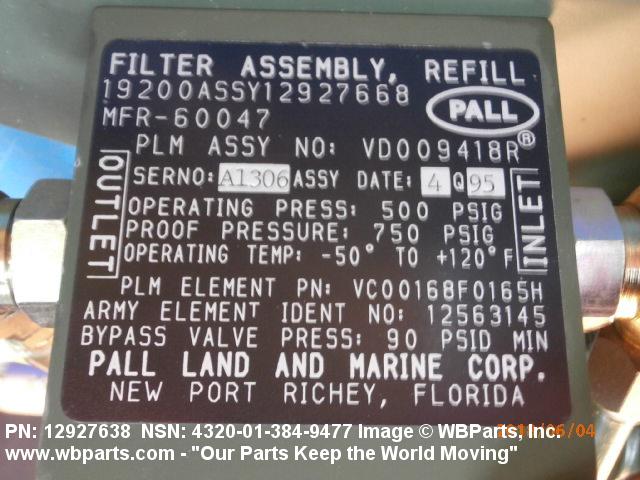 FILTER ASSEMBLY, REFILL
19200ASSY12927668
MFR-60047
PALL®
PLM ASSY NO: VD009418R
SERNO: A1306 ASSY DATE: 4 Q 95
OUTLET
INLET
OPERATING PRESS: 500 PSIG
PROOF PRESSURE: 750 PSIG
OPERATING TEMP: -50° TO +120°F
PLM ELEMENT PN: VC00168F0165H
ARMY ELEMENT IDENT NO: 12563145
BYPASS VALVE PRESS: 90 PSID MIN
PALL LAND AND MARINE CORP.
NEW PORT RICHEY, FLORIDA
PN: 12927638 NSN: 4320-01-384-9477 Image © WBParts, Inc.
www.wbparts.com - "Our Parts Keep the World Moving"